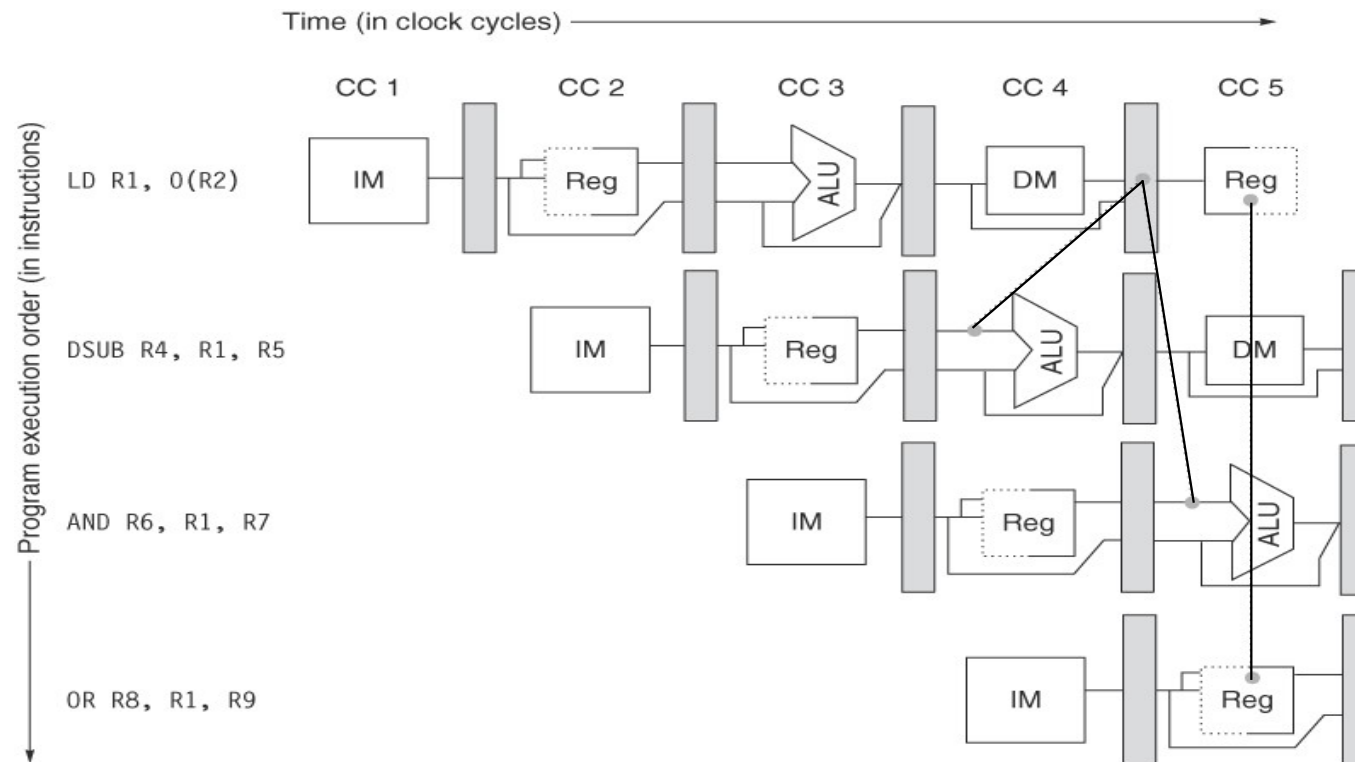 Time (in clock cycles)
CC 1 CC 2 CC 3 CC 4 CC 5
Program execution order (in instructions)
LD R1, 0(R2)
IM Reg ALU DM Reg
DSUB R4, R1, R5
IM Reg ALU DM
AND R6, R1, R7
IM Reg ALU
OR R8, R1, R9
IM Reg